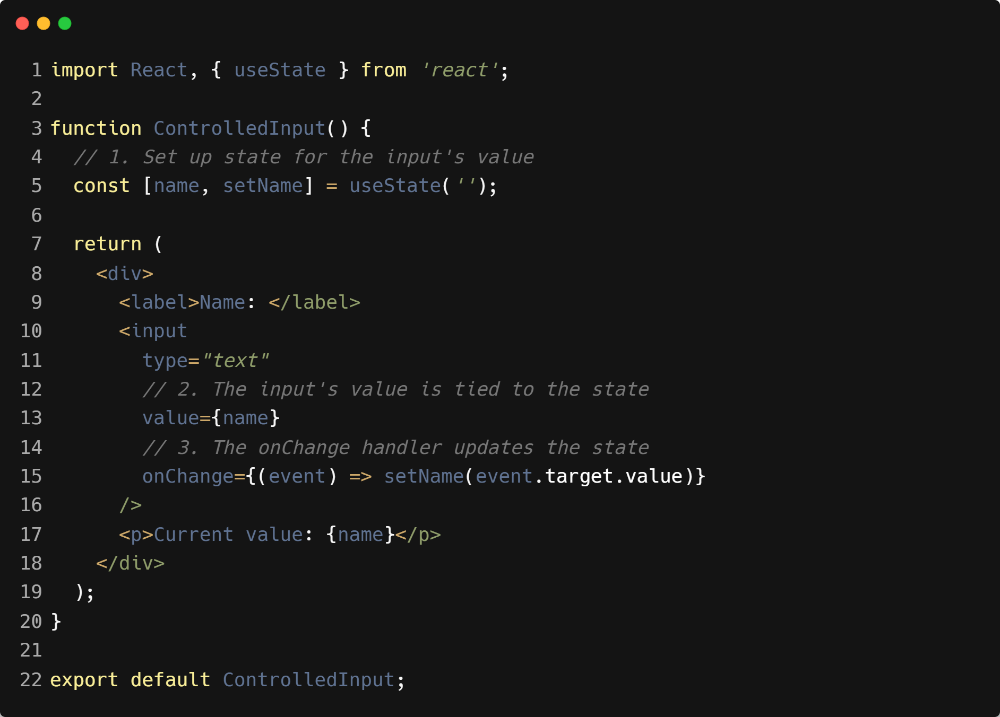 1 import React, { useState } from 'react';
2
3 function ControlledInput() {
4   // 1. Set up state for the input's value
5   const [name, setName] = useState('');
6
7   return (
8     <div>
9       <label>Name: </label>
10       <input
11         type="text"
12         // 2. The input's value is tied to the state
13         value={name}
14         // 3. The onChange handler updates the state
15         onChange={(event) => setName(event.target.value)}
16       />
17       <p>Current value: {name}</p>
18     </div>
19   );
20 }
21
22 export default ControlledInput;